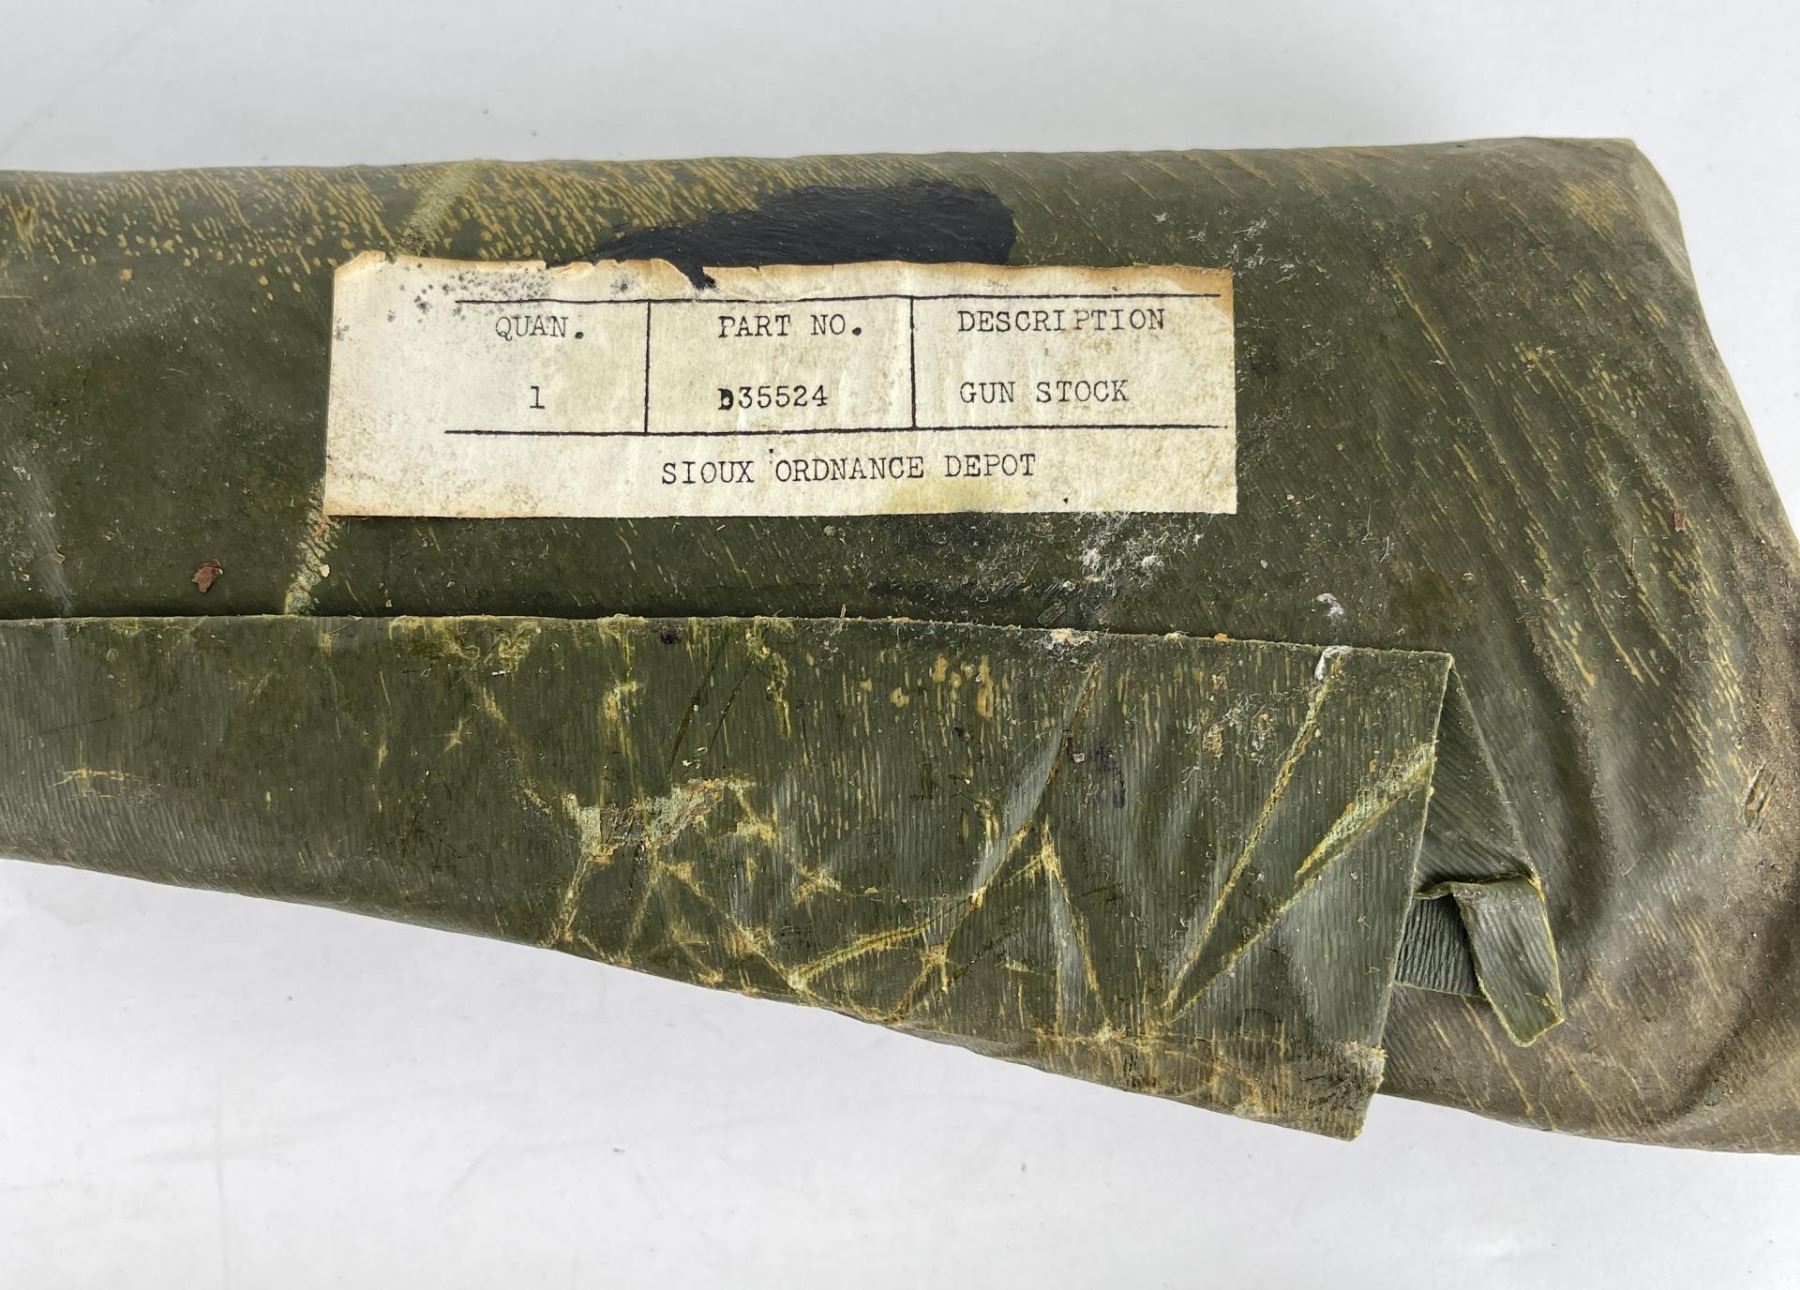 QUAN. PART NO. DESCRIPTION
1 D35524 GUN STOCK
SIOUX ORDNANCE DEPOT